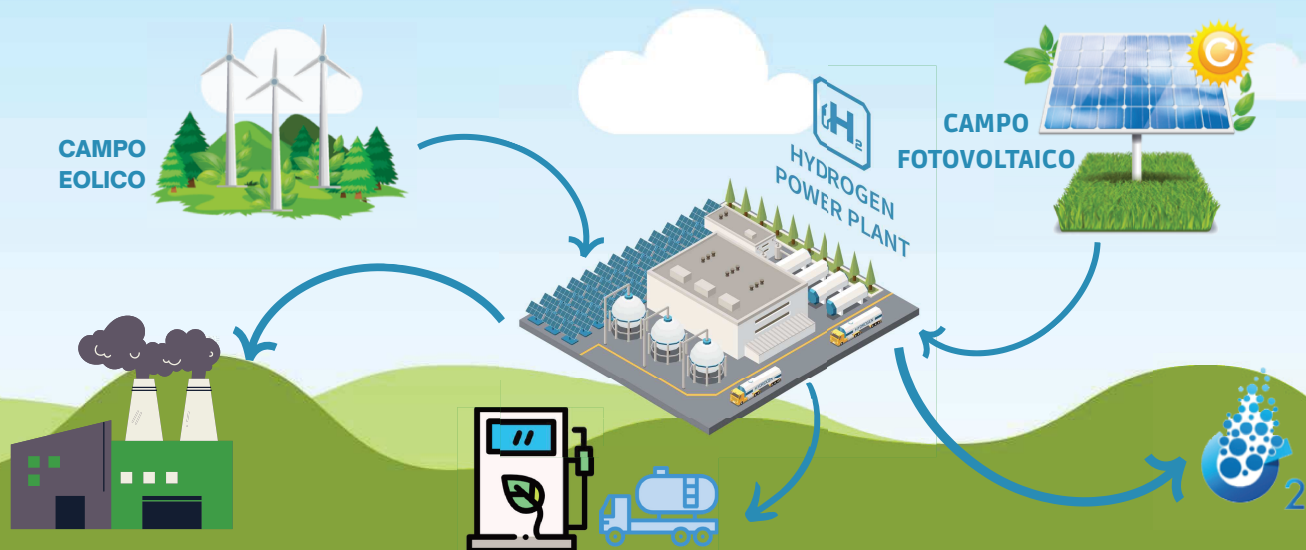 CAMPO
EOLICO
H2
HYDROGEN
POWER PLANT
CAMPO
FOTOVOLTAICO
2